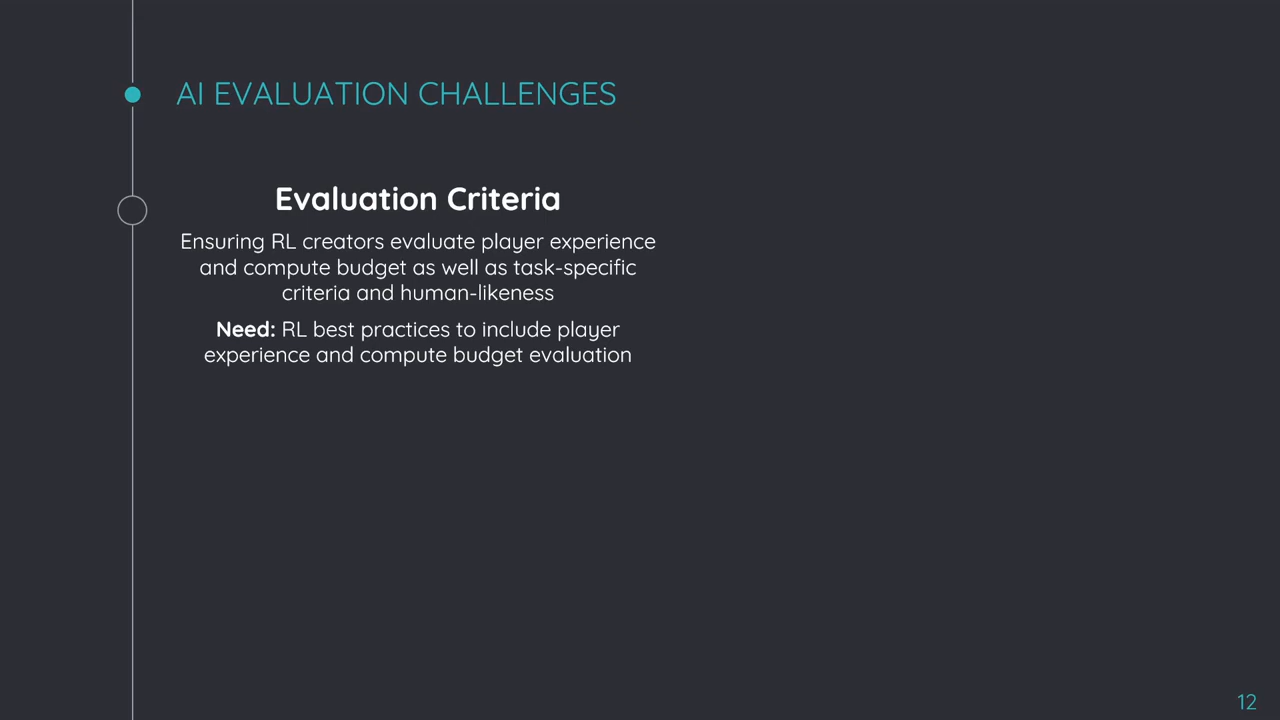 AI EVALUATION CHALLENGES
Evaluation Criteria
Ensuring RL creators evaluate player experience
and compute budget as well as task-specific
criteria and human-likeness
Need: RL best practices to include player
experience and compute budget evaluation
12